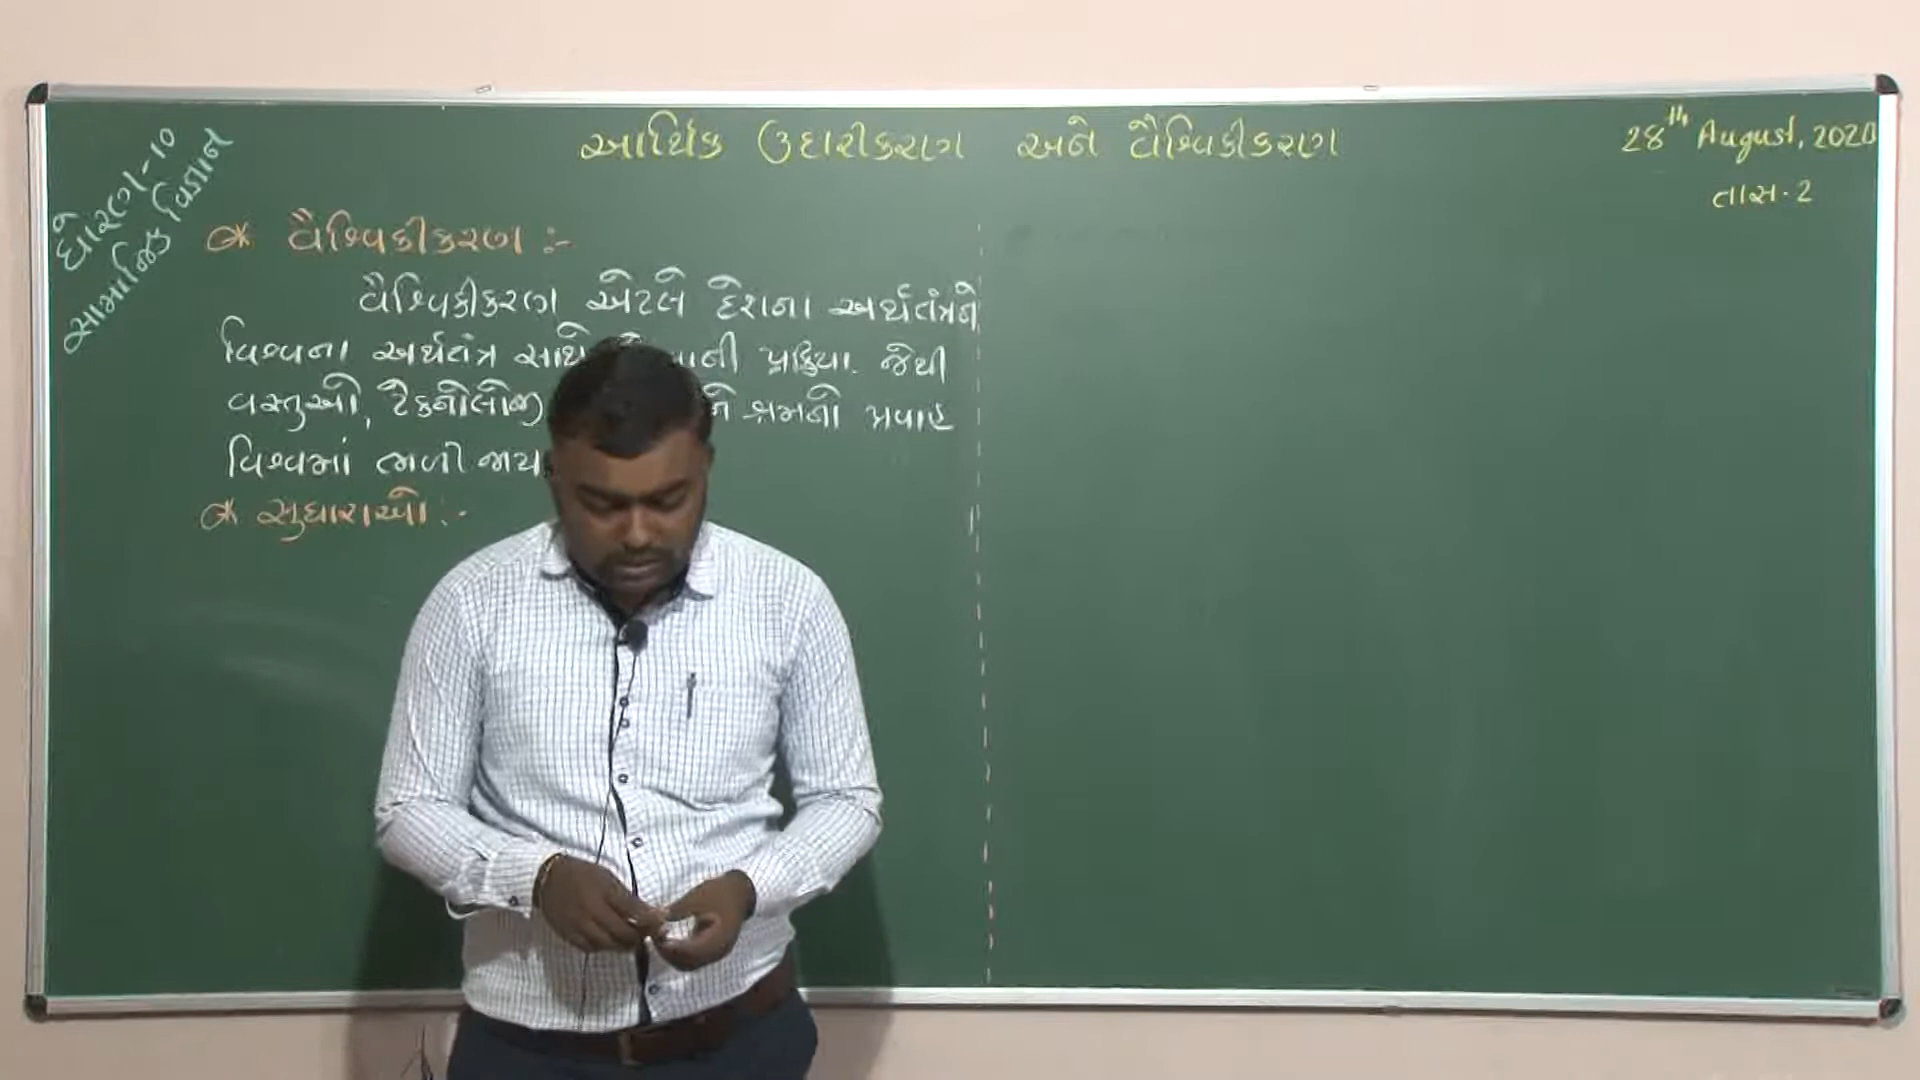 ધોરણ-10
સામાજિક વિજ્ઞાન
આર્થિક ઉદારીકરણ અને વૈશ્વિકીકરણ
28th August, 2020
તાસ-2
* વૈશ્વિકીકરણ :-
વૈશ્વિકીકરણ એટલે દેશના અર્થતંત્રને
વિશ્વના અર્થતંત્ર સાથે પ્રક્રિયા. જેથી
વસ્તુઓ, ટેકનોલોજી શ્રમનો પ્રવાહ
વિશ્વમાં ભળી જાય
* સુધારાઓ :-